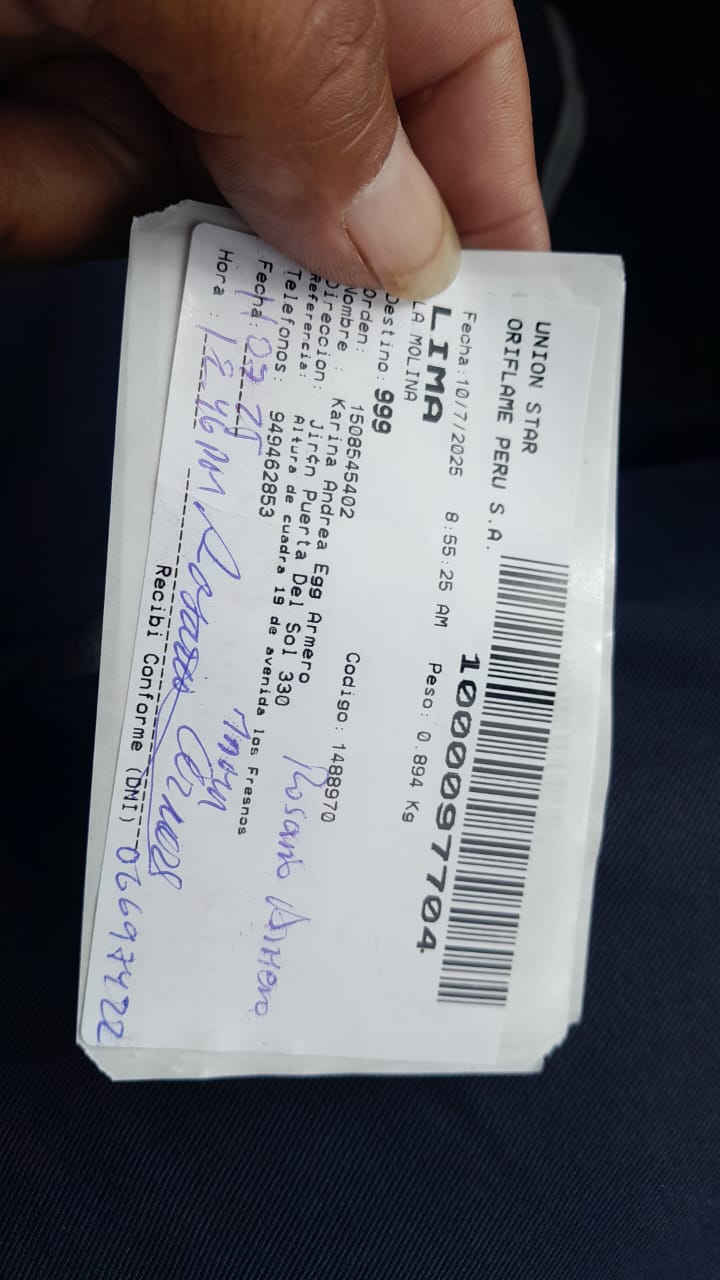 UNION STAR
ORIFLAME PERU S.A.
Fecha:10/7/2025 8:55:25 AM Peso: 0.894 Kg
1000097704
LIMA
LA MOLINA
Destino: 999
Orden: 1508545402 Codigo: 1488970
Nombre : Karina Andrea Egg Armero
Direccion: Jirón Puerta Del Sol 330
Referencia: Altura de cuadra 19 de avenida los Fresnos
Telefonos: 949462853
Rosario Armero
Fecha: 11 07 25
Hora : 12 46 PM
Recibi Conforme (DNI) 06697422